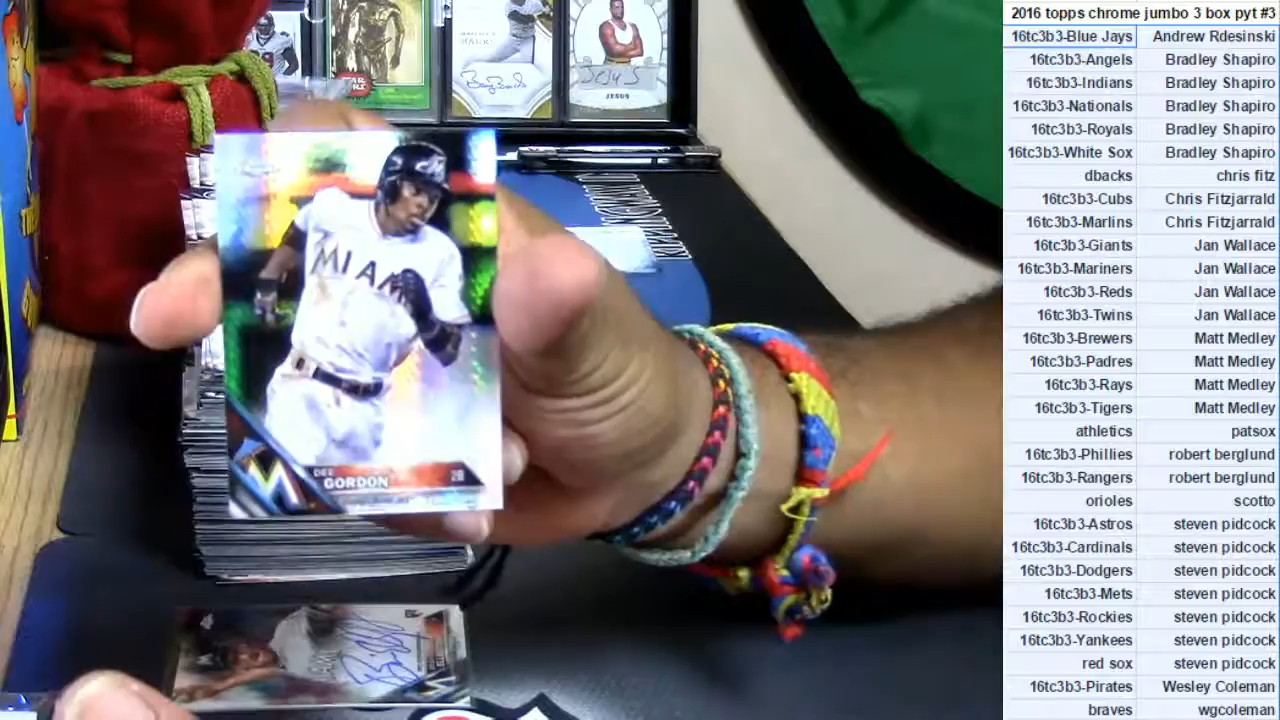 2016 topps chrome jumbo 3 box pyt #3
16tc3b3-Blue Jays Andrew Rdesinski
16tc3b3-Angels Bradley Shapiro
16tc3b3-Indians Bradley Shapiro
16tc3b3-Nationals Bradley Shapiro
16tc3b3-Royals Bradley Shapiro
16tc3b3-White Sox Bradley Shapiro
dbacks chris fitz
16tc3b3-Cubs Chris Fitzjarrald
16tc3b3-Marlins Chris Fitzjarrald
16tc3b3-Giants Jan Wallace
16tc3b3-Mariners Jan Wallace
16tc3b3-Reds Jan Wallace
16tc3b3-Twins Jan Wallace
16tc3b3-Brewers Matt Medley
16tc3b3-Padres Matt Medley
16tc3b3-Rays Matt Medley
16tc3b3-Tigers Matt Medley
athletics patsox
16tc3b3-Phillies robert berglund
16tc3b3-Rangers robert berglund
orioles scotto
16tc3b3-Astros steven pidcock
16tc3b3-Cardinals steven pidcock
16tc3b3-Dodgers steven pidcock
16tc3b3-Mets steven pidcock
16tc3b3-Rockies steven pidcock
16tc3b3-Yankees steven pidcock
red sox steven pidcock
16tc3b3-Pirates Wesley Coleman
braves wgcoleman
STAR
WARS
JESUS
MIAM
DEE
GORDON
2B